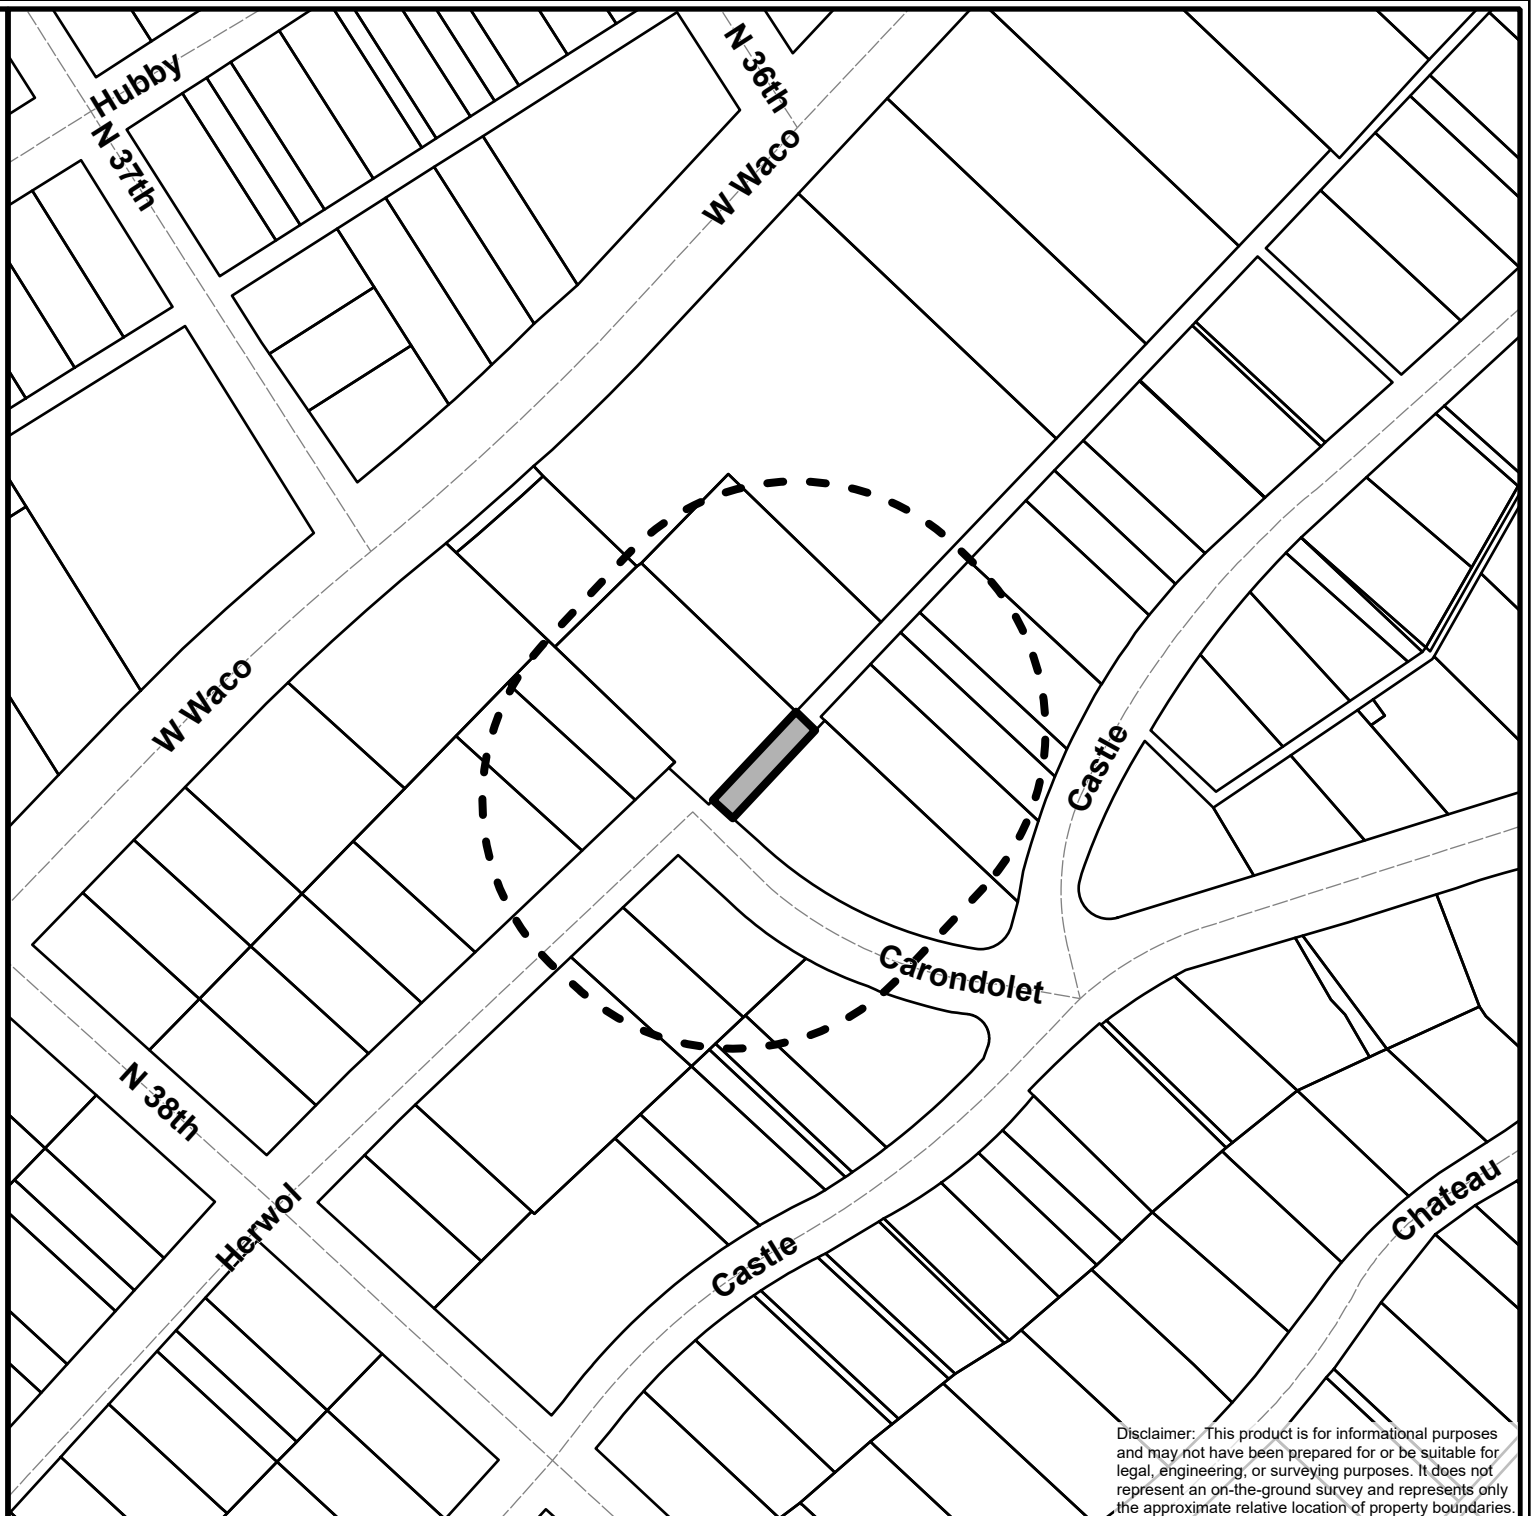 Hubby
N 37th
N 36th
W Waco
W Waco
Castle
Carondolet
N 38th
Herwol
Castle
Chateau
Disclaimer: This product is for informational purposes
and may not have been prepared for or be suitable for
legal, engineering, or surveying purposes. It does not
represent an on-the-ground survey and represents only
the approximate relative location of property boundaries.